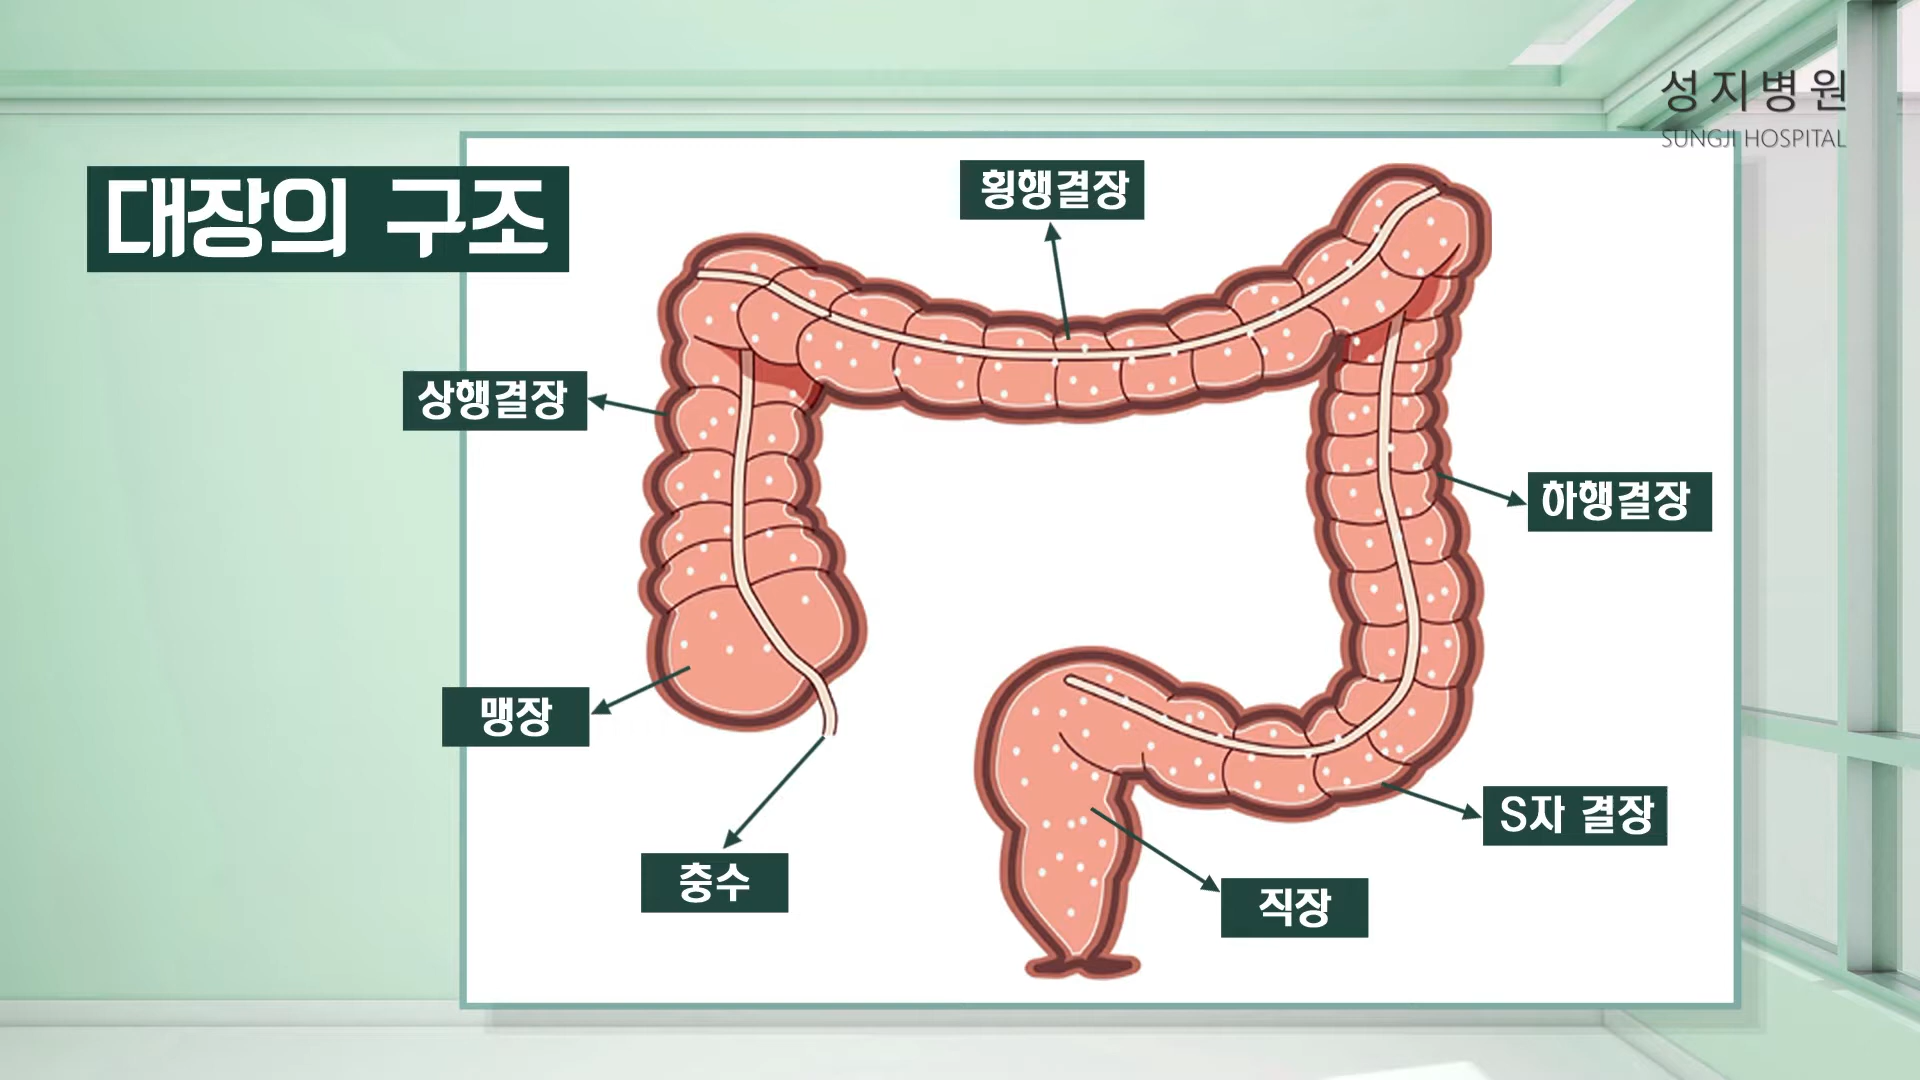 성지병원
SUNGJI HOSPITAL
대장의 구조
횡행결장
상행결장
하행결장
맹장
S자 결장
충수
직장